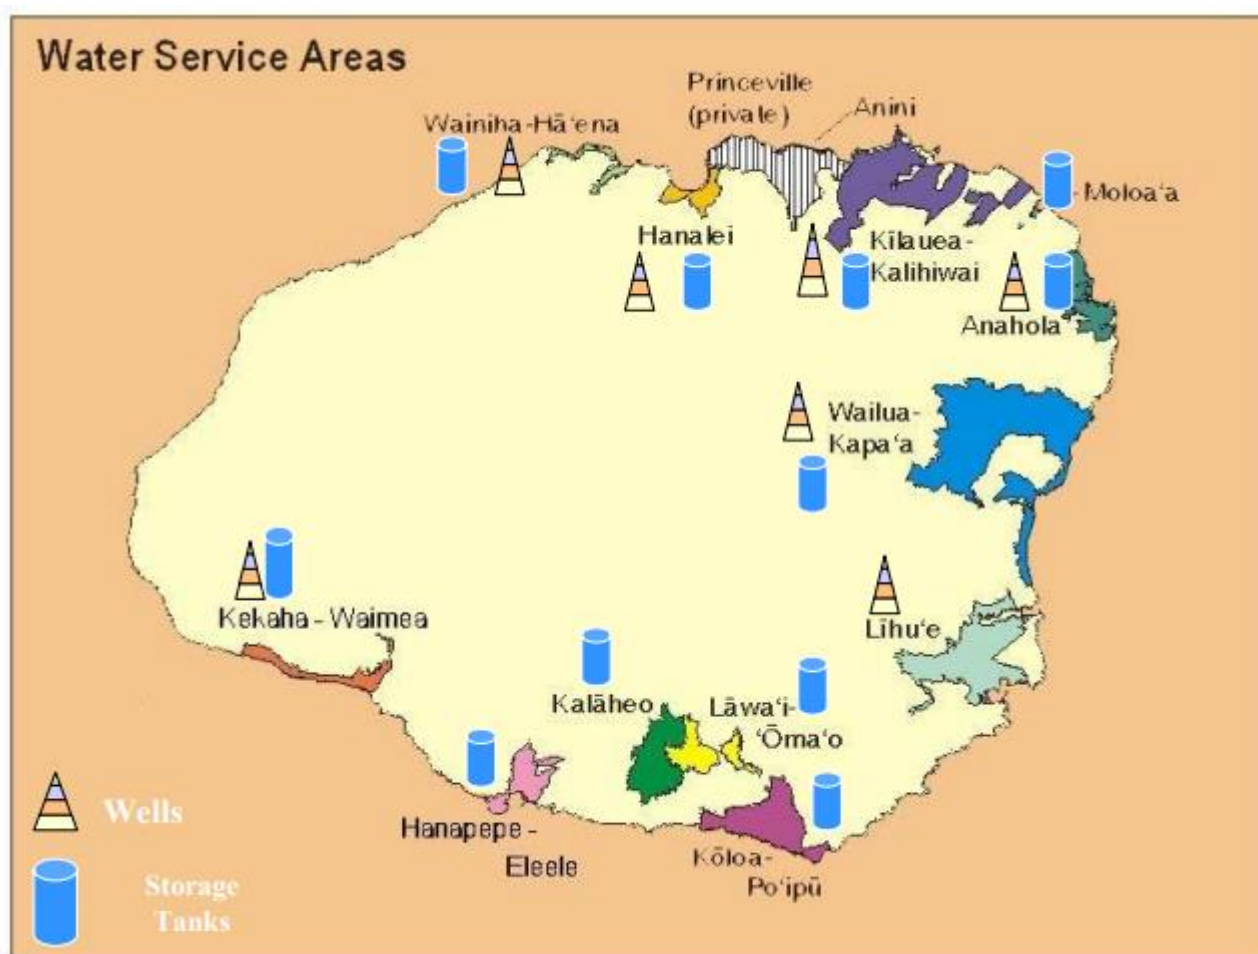 Water Service Areas
Princeville
(private)
Anini
Wainiha-Hā‘ena
Moloa‘a
Hanalei
Kīlauea-
Kalihiwai
Anahola
Wailua-
Kapa‘a
Līhu‘e
Kekaha - Waimea
Kalāheo
Lāwa‘i-
‘Ōma‘o
Hanapepe -
Eleele
Kōloa-
Po‘ipū
Wells
Storage
Tanks